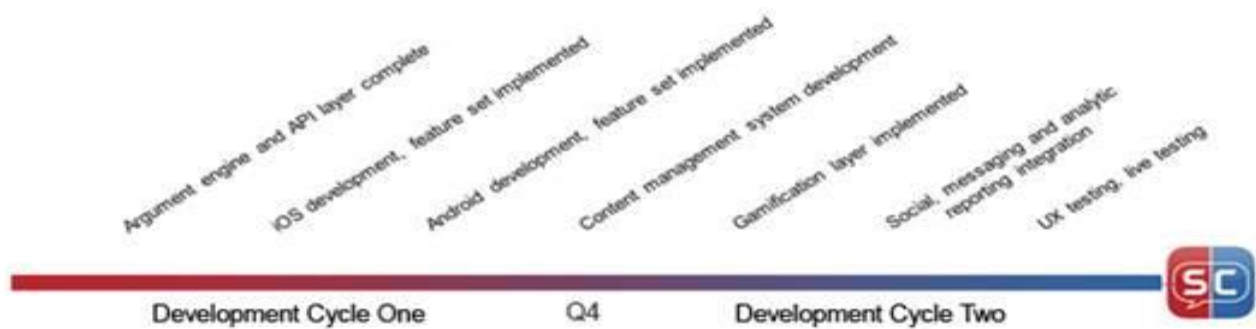 Argument engine and API layer complete
iOS development, feature set implemented
Android development, feature set implemented
Content management system development
Gamification layer implemented
Social, messaging and analytic
reporting integration
UX testing, live testing
SC
Development Cycle One
Q4
Development Cycle Two